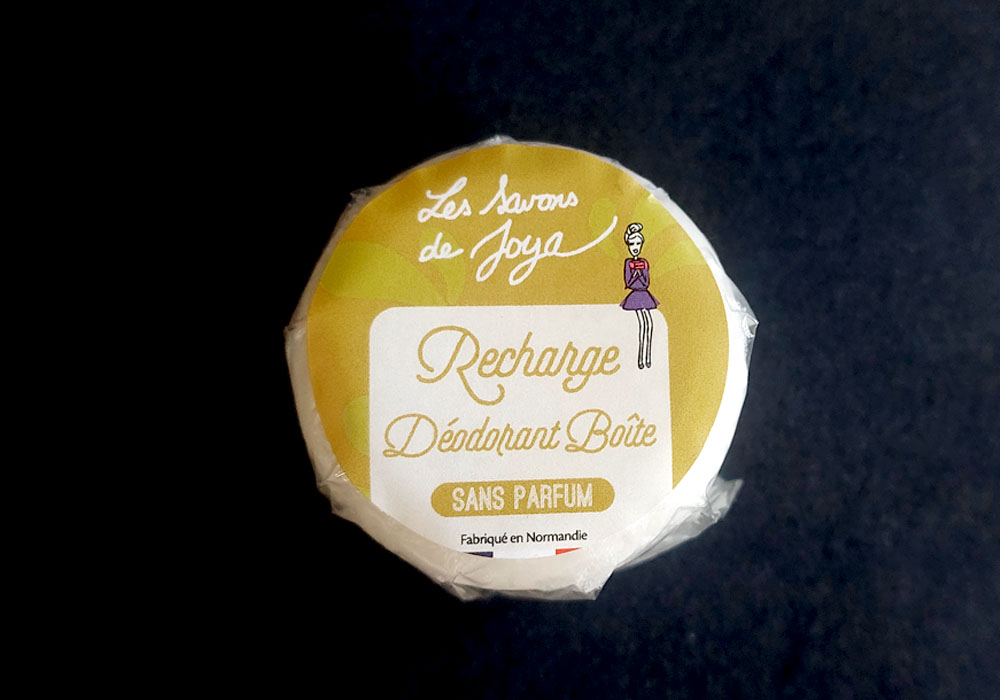 Les Savons
de Joya
Recharge
Déodorant Boîte
SANS PARFUM
Fabriqué en Normandie